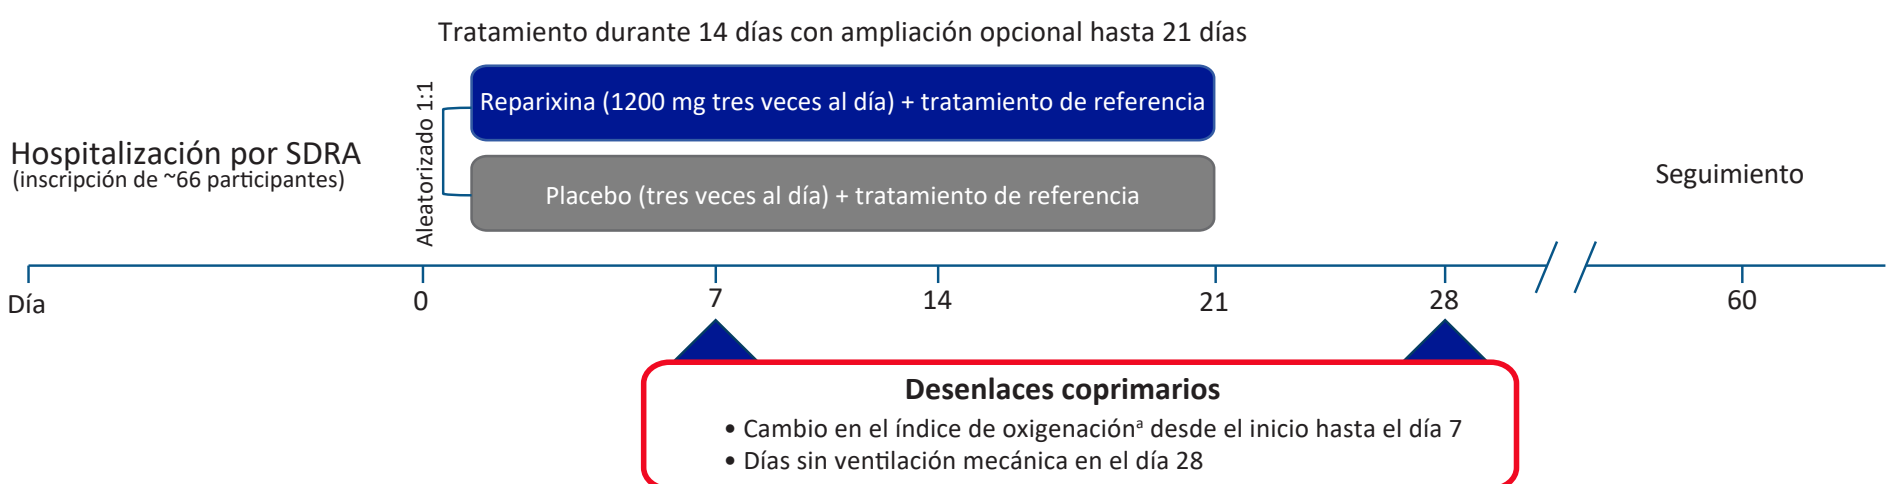 Tratamiento durante 14 días con ampliación opcional hasta 21 días
Aleatorizado 1:1
Reparixina (1200 mg tres veces al día) + tratamiento de referencia
Hospitalización por SDRA
(inscripción de ~66 participantes)
Placebo (tres veces al día) + tratamiento de referencia
Seguimiento
Día 0 7 14 21 28 60
Desenlaces coprimarios
• Cambio en el índice de oxigenaciónᵃ desde el inicio hasta el día 7
• Días sin ventilación mecánica en el día 28